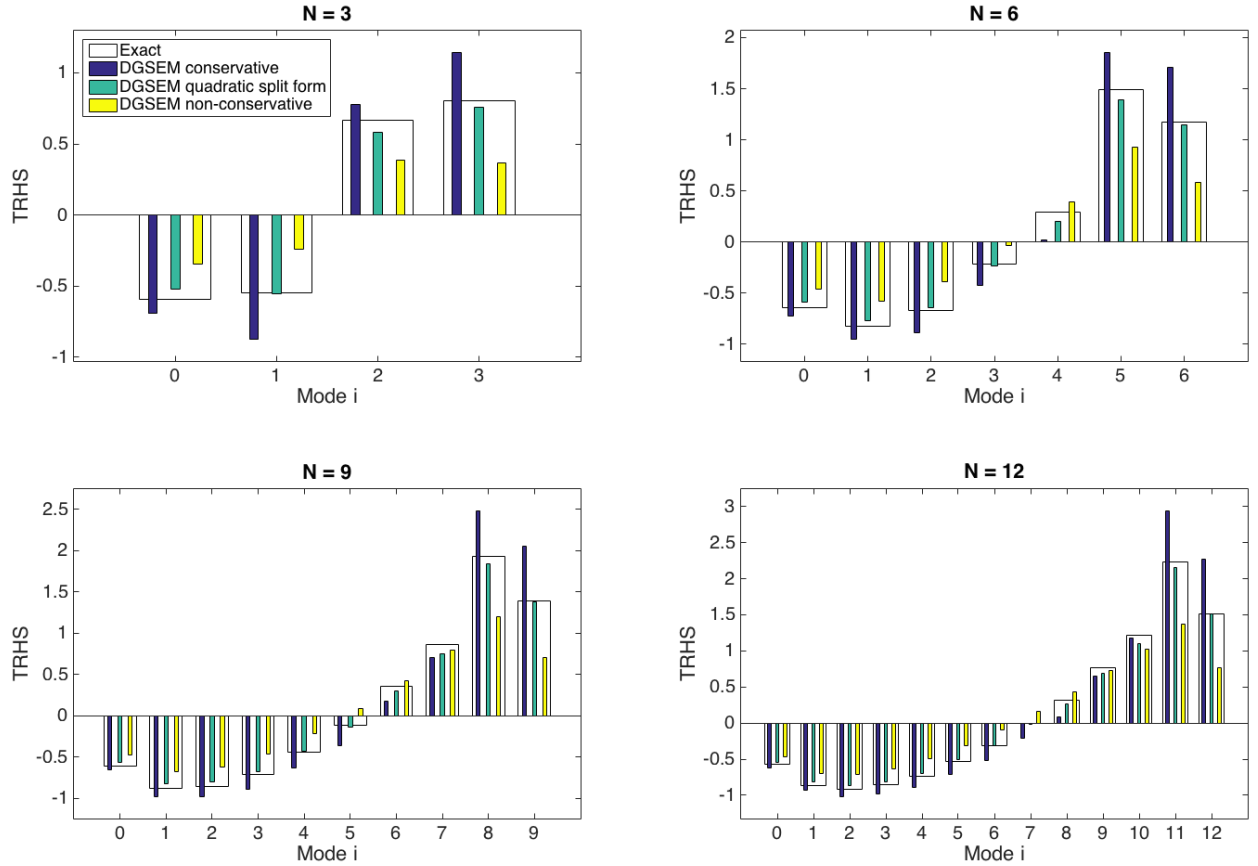 N = 3
Exact
DGSEM conservative
DGSEM quadratic split form
DGSEM non-conservative
1
0.5
0
-0.5
-1
TRHS
0 1 2 3
Mode i
N = 6
2
1.5
1
0.5
0
-0.5
-1
TRHS
0 1 2 3 4 5 6
Mode i
N = 9
2.5
2
1.5
1
0.5
0
-0.5
-1
TRHS
0 1 2 3 4 5 6 7 8 9
Mode i
N = 12
3
2.5
2
1.5
1
0.5
0
-0.5
-1
TRHS
0 1 2 3 4 5 6 7 8 9 10 11 12
Mode i